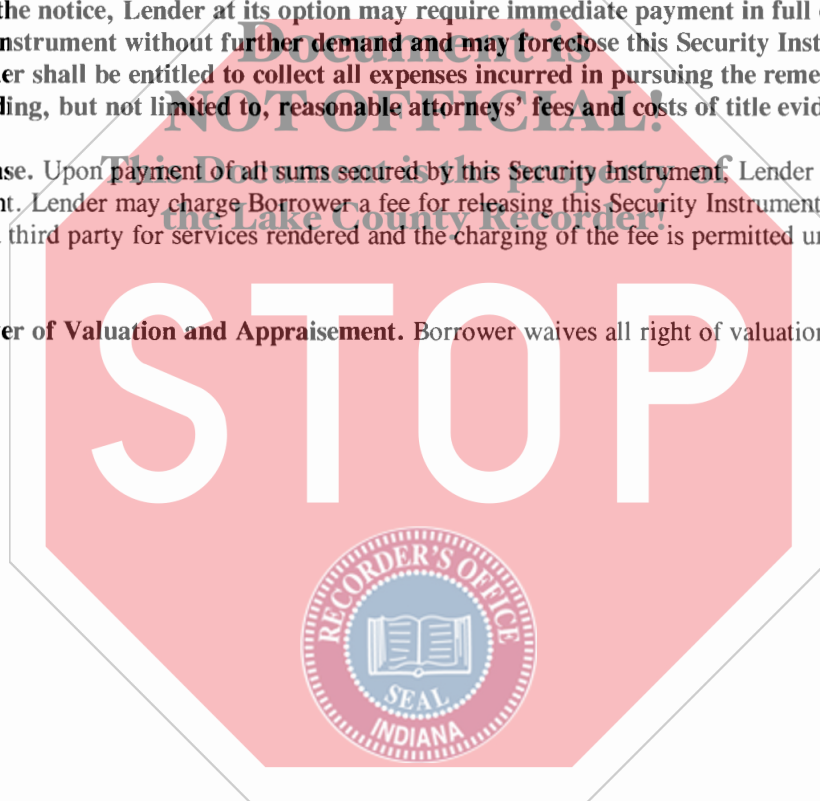 the notice, Lender at its option may require immediate payment in full
Document is
nstrument without further demand and may foreclose this Security Inst
er shall be entitled to collect all expenses incurred in pursuing the reme
NOT OFFICIAL!
ding, but not limited to, reasonable attorneys' fees and costs of title evid
This Document is the property of
se. Upon payment of all sums secured by this Security Instrument, Lender
nt. Lender may charge Borrower a fee for releasing this Security Instrument
the Lake County Recorder!
third party for services rendered and the charging of the fee is permitted u
er of Valuation and Appraisement. Borrower waives all right of valuation
STOP
RECORDER'S OFFICE
SEAL
INDIANA